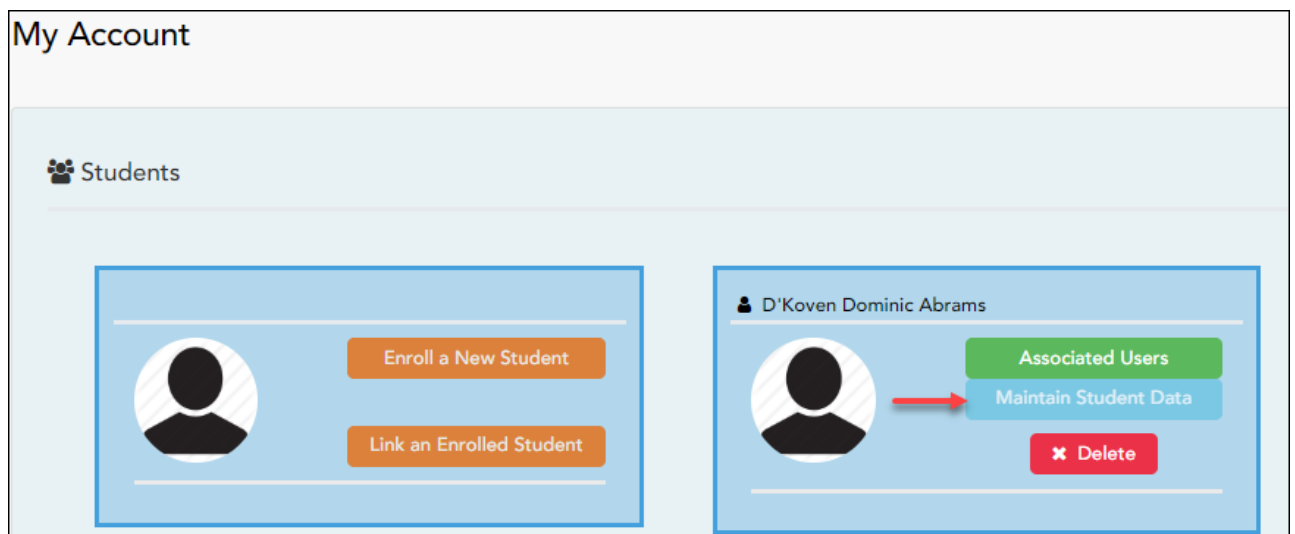 My Account
Students
Enroll a New Student
Link an Enrolled Student
D'Koven Dominic Abrams
Associated Users
Maintain Student Data
Delete